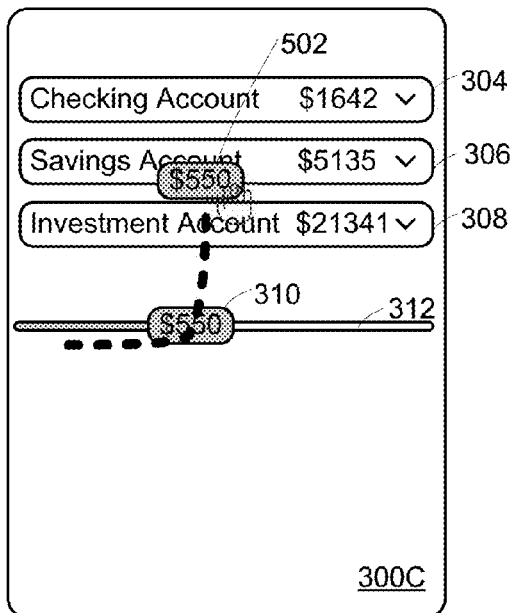 502
Checking Account $1642
304
Savings Account $5135
306
$550
Investment Account $21341
308
310
$550
312
300C